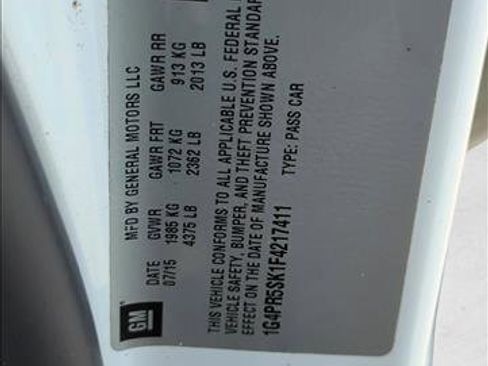 MFD BY GENERAL MOTORS LLC
DATE GVWR GAWR FRT GAWR RR
07/15 1985 KG 1072 KG 913 KG
4375 LB 2362 LB 2013 LB
THIS VEHICLE CONFORMS TO ALL APPLICABLE U.S. FEDERAL
VEHICLE SAFETY, BUMPER, AND THEFT PREVENTION STANDAR
EFFECT ON THE DATE OF MANUFACTURE SHOWN ABOVE.
1G4PR5SK1F4217411 TYPE: PASS CAR
GM